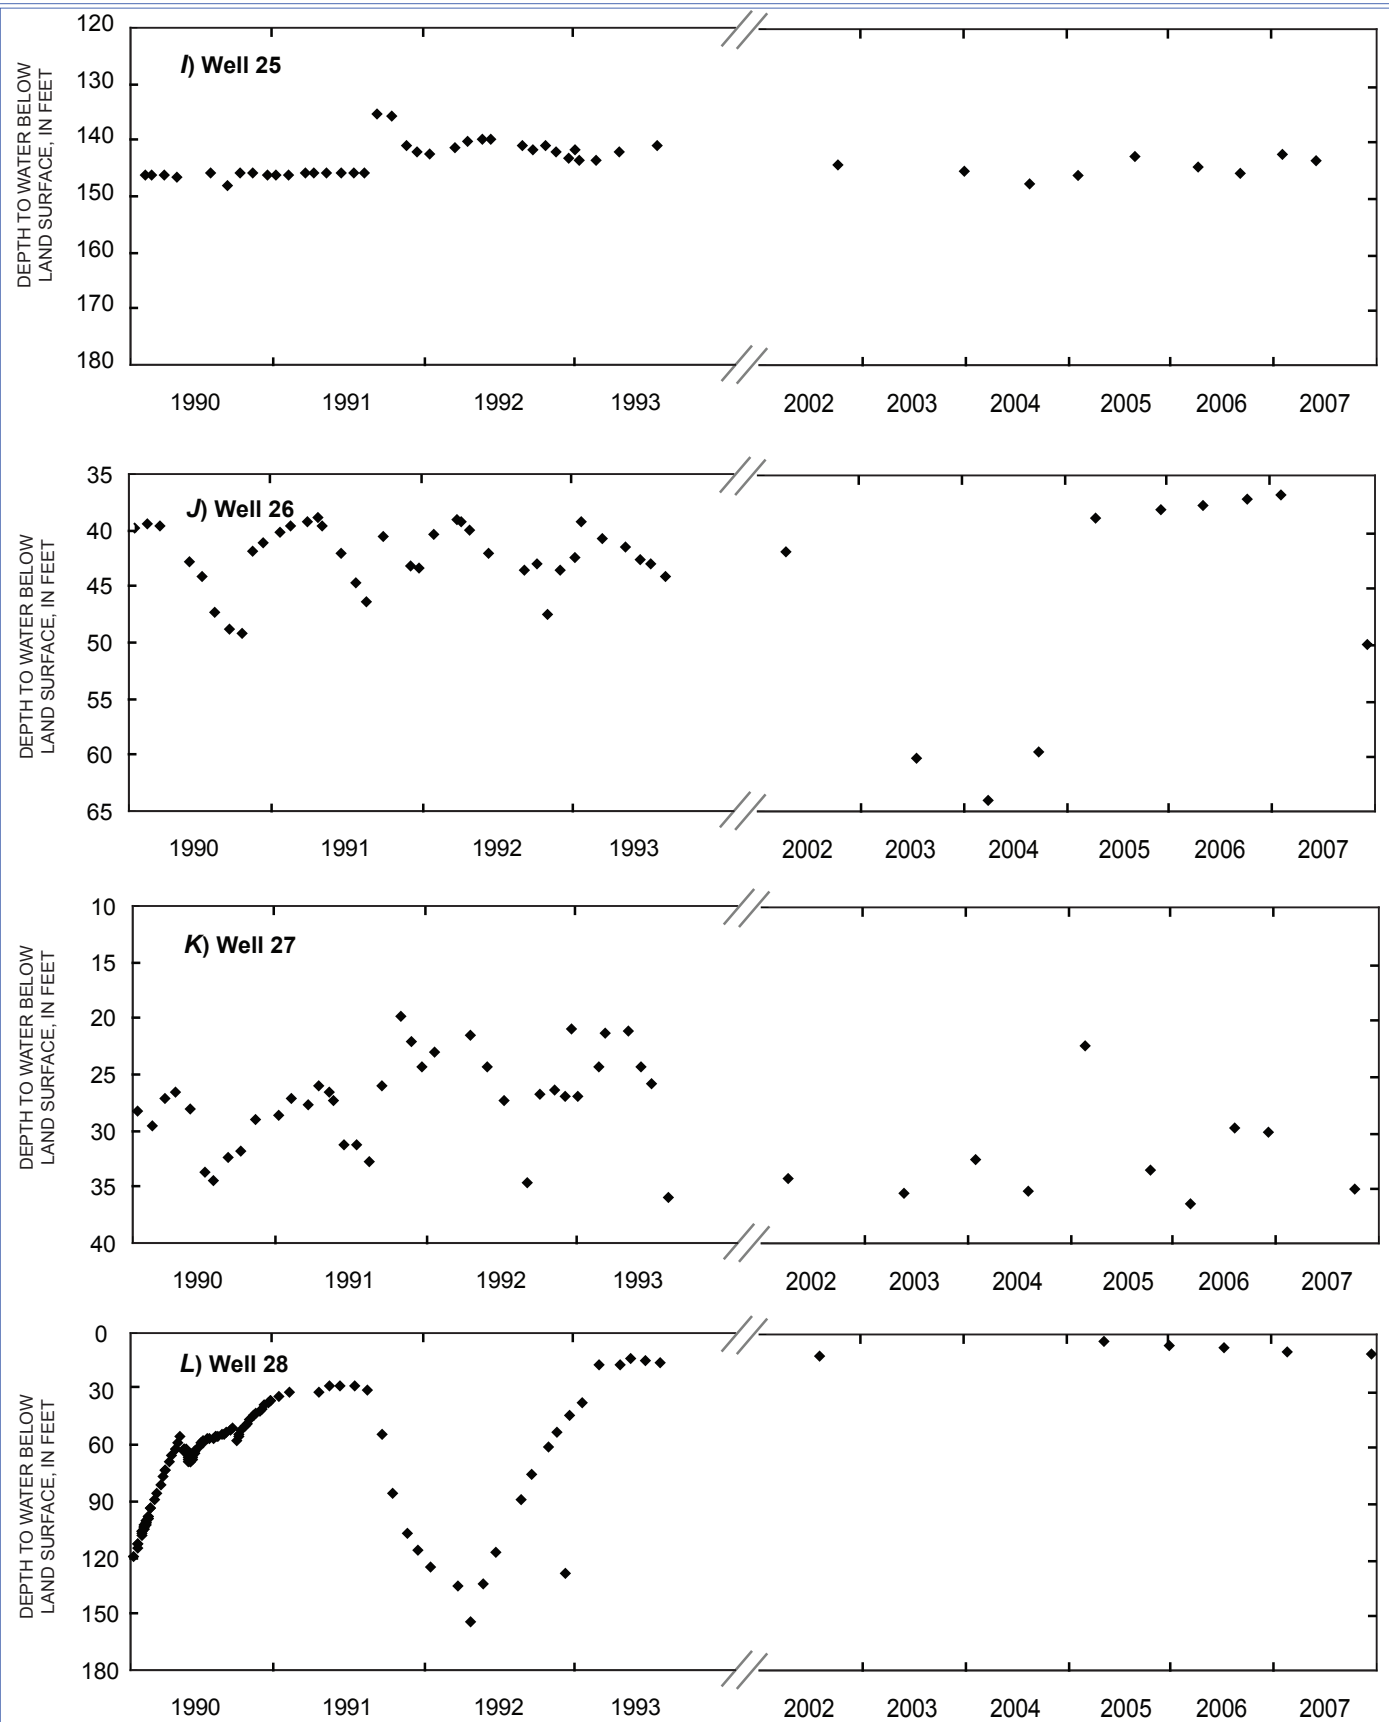 DEPTH TO WATER BELOW
LAND SURFACE, IN FEET
I) Well 25
120
130
140
150
160
170
180
1990 1991 1992 1993 2002 2003 2004 2005 2006 2007
DEPTH TO WATER BELOW
LAND SURFACE, IN FEET
J) Well 26
35
40
45
50
55
60
65
1990 1991 1992 1993 2002 2003 2004 2005 2006 2007
DEPTH TO WATER BELOW
LAND SURFACE, IN FEET
K) Well 27
10
15
20
25
30
35
40
1990 1991 1992 1993 2002 2003 2004 2005 2006 2007
DEPTH TO WATER BELOW
LAND SURFACE, IN FEET
L) Well 28
0
30
60
90
120
150
180
1990 1991 1992 1993 2002 2003 2004 2005 2006 2007